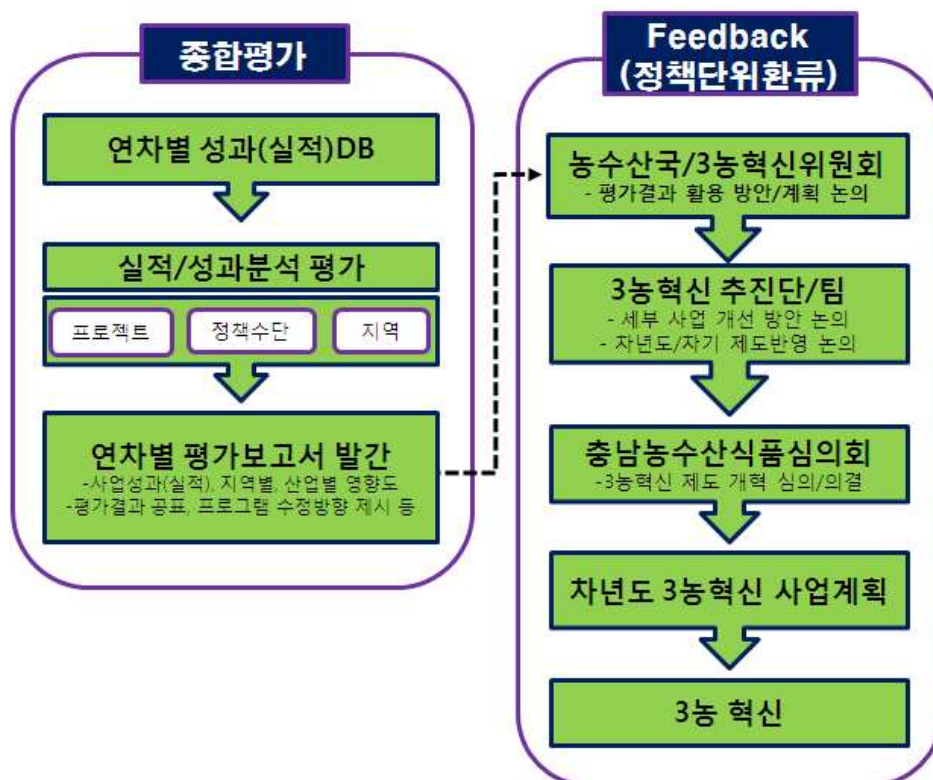 종합평가
연차별 성과(실적)DB
실적/성과분석 평가
프로젝트
정책수단
지역
연차별 평가보고서 발간
-사업성과(실적), 지역별, 산업별 영향도
-평가결과 공표, 프로그램 수정방향 제시 등
Feedback
(정책단위환류)
농수산국/3농혁신위원회
- 평가결과 활용 방안/계획 논의
3농혁신 추진단/팀
- 세부 사업 개선 방안 논의
- 차년도/차기 제도반영 논의
충남농수산식품심의회
-3농혁신 제도 개혁 심의/의결
차년도 3농혁신 사업계획
3농 혁신